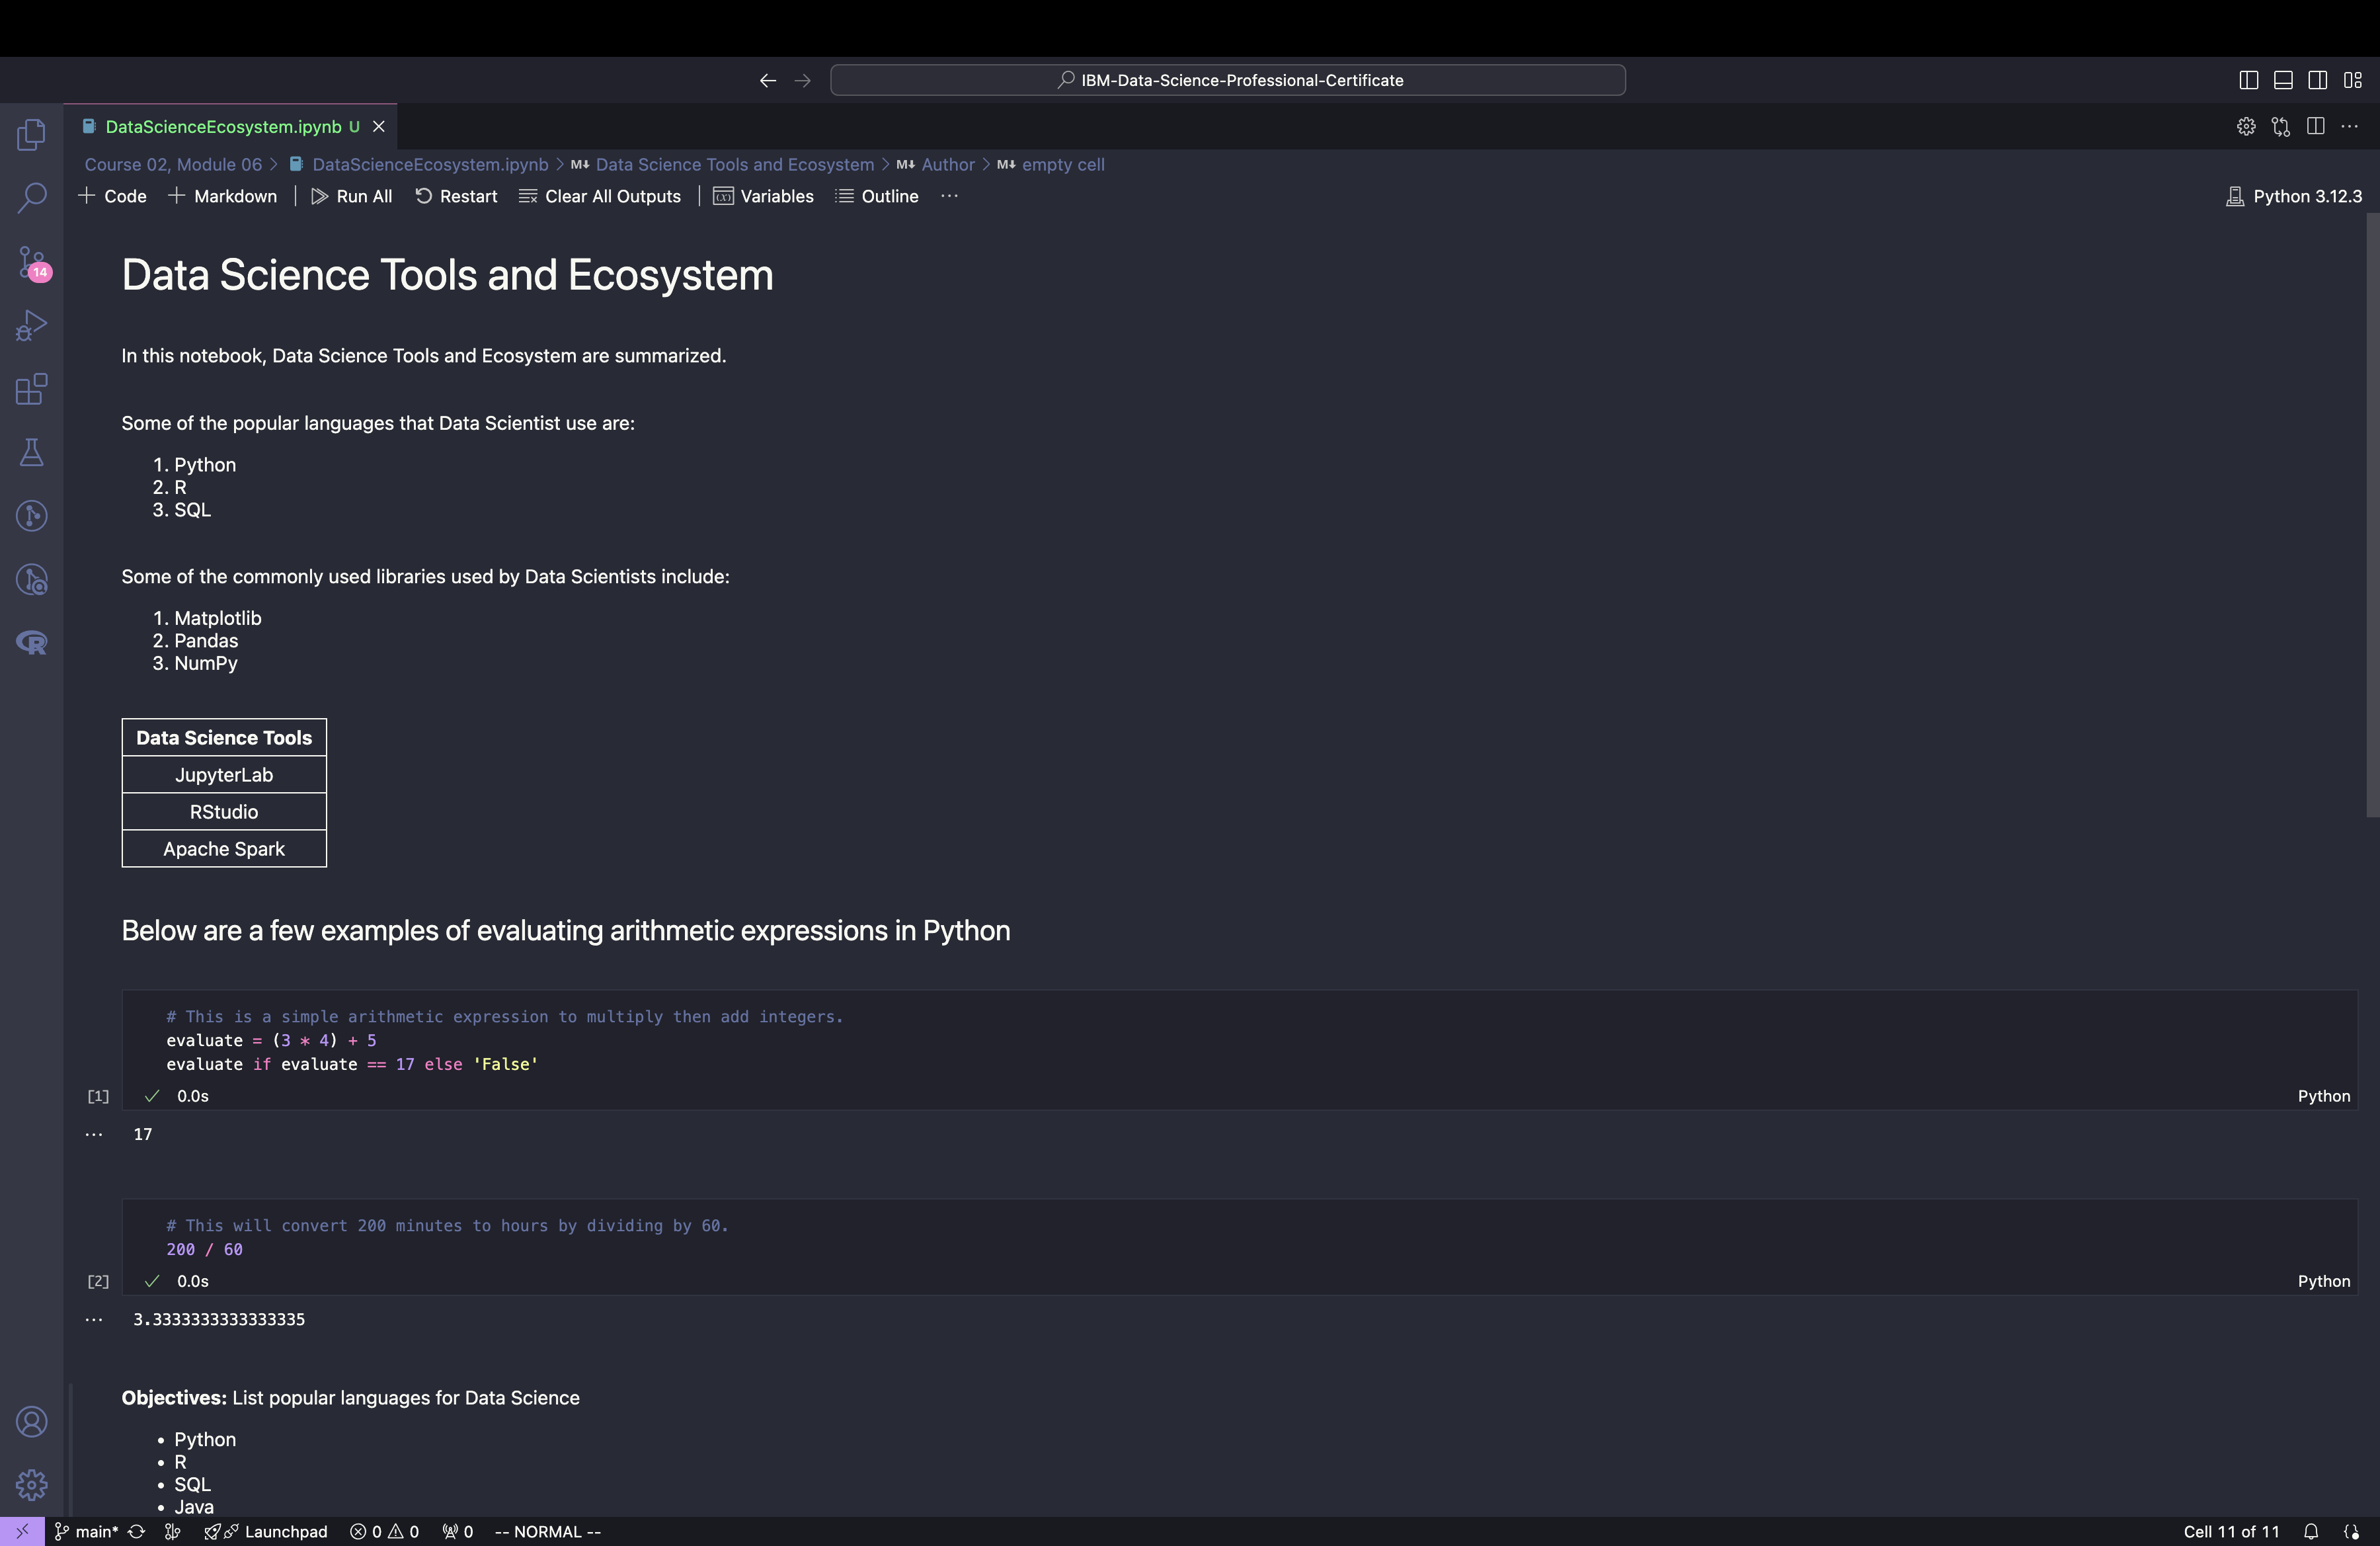 IBM-Data-Science-Professional-Certificate
DataScienceEcosystem.ipynb U
Course 02, Module 06 > DataScienceEcosystem.ipynb > M↓ Data Science Tools and Ecosystem > M↓ Author > M↓ empty cell
+ Code + Markdown | Run All Restart Clear All Outputs | Variables Outline ... Python 3.12.3
14
Data Science Tools and Ecosystem
In this notebook, Data Science Tools and Ecosystem are summarized.
Some of the popular languages that Data Scientist use are:
1. Python
2. R
3. SQL
Some of the commonly used libraries used by Data Scientists include:
1. Matplotlib
2. Pandas
3. NumPy
Data Science Tools
JupyterLab
RStudio
Apache Spark
Below are a few examples of evaluating arithmetic expressions in Python
# This is a simple arithmetic expression to multiply then add integers.
evaluate = (3 * 4) + 5
evaluate if evaluate == 17 else 'False'
[1] ✓ 0.0s Python
... 17
# This will convert 200 minutes to hours by dividing by 60.
200 / 60
[2] ✓ 0.0s Python
... 3.3333333333333335
Objectives: List popular languages for Data Science
• Python
• R
• SQL
• Java
main* Launchpad 0 0 0 -- NORMAL -- Cell 11 of 11